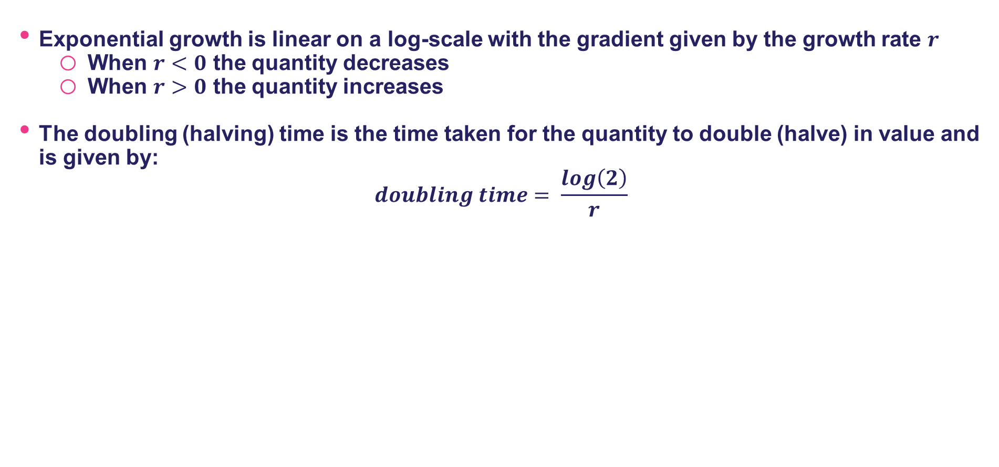 • Exponential growth is linear on a log-scale with the gradient given by the growth rate r
○ When r < 0 the quantity decreases
○ When r > 0 the quantity increases
• The doubling (halving) time is the time taken for the quantity to double (halve) in value and
is given by:
doubling time = log(2) / r